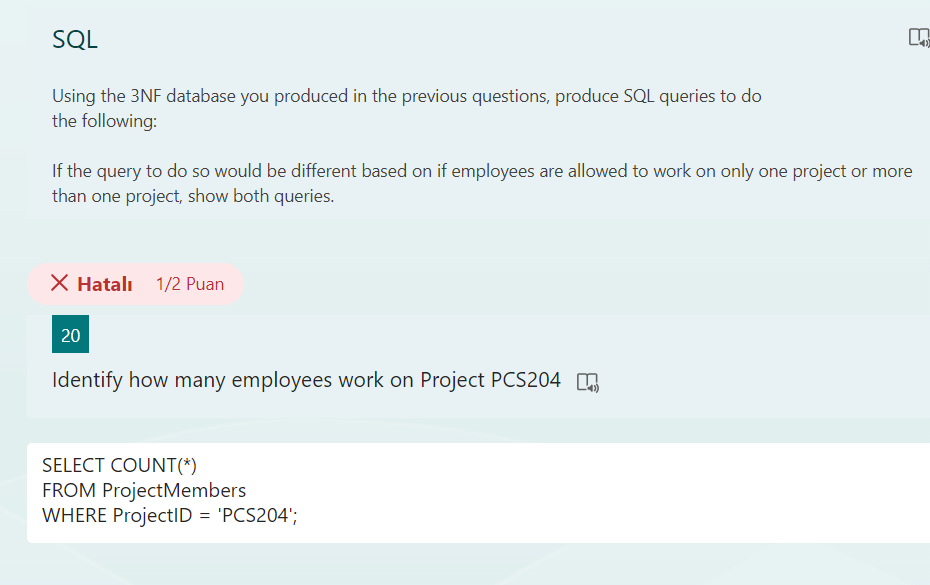 SQL
Using the 3NF database you produced in the previous questions, produce SQL queries to do
the following:
If the query to do so would be different based on if employees are allowed to work on only one project or more
than one project, show both queries.
Hatalı 1/2 Puan
20
Identify how many employees work on Project PCS204
SELECT COUNT(*)
FROM ProjectMembers
WHERE ProjectID = 'PCS204';